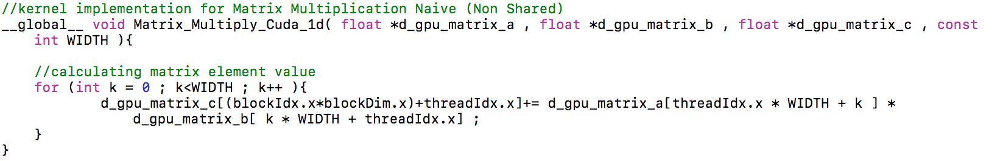 //kernel implementation for Matrix Multiplication Naive (Non Shared)
__global__ void Matrix_Multiply_Cuda_1d( float *d_gpu_matrix_a , float *d_gpu_matrix_b , float *d_gpu_matrix_c , const
    int WIDTH ){

    //calculating matrix element value
    for (int k = 0 ; k<WIDTH ; k++ ){
            d_gpu_matrix_c[(blockIdx.x*blockDim.x)+threadIdx.x]+= d_gpu_matrix_a[threadIdx.x * WIDTH + k ] *
                d_gpu_matrix_b[ k * WIDTH + threadIdx.x] ;
    }
}